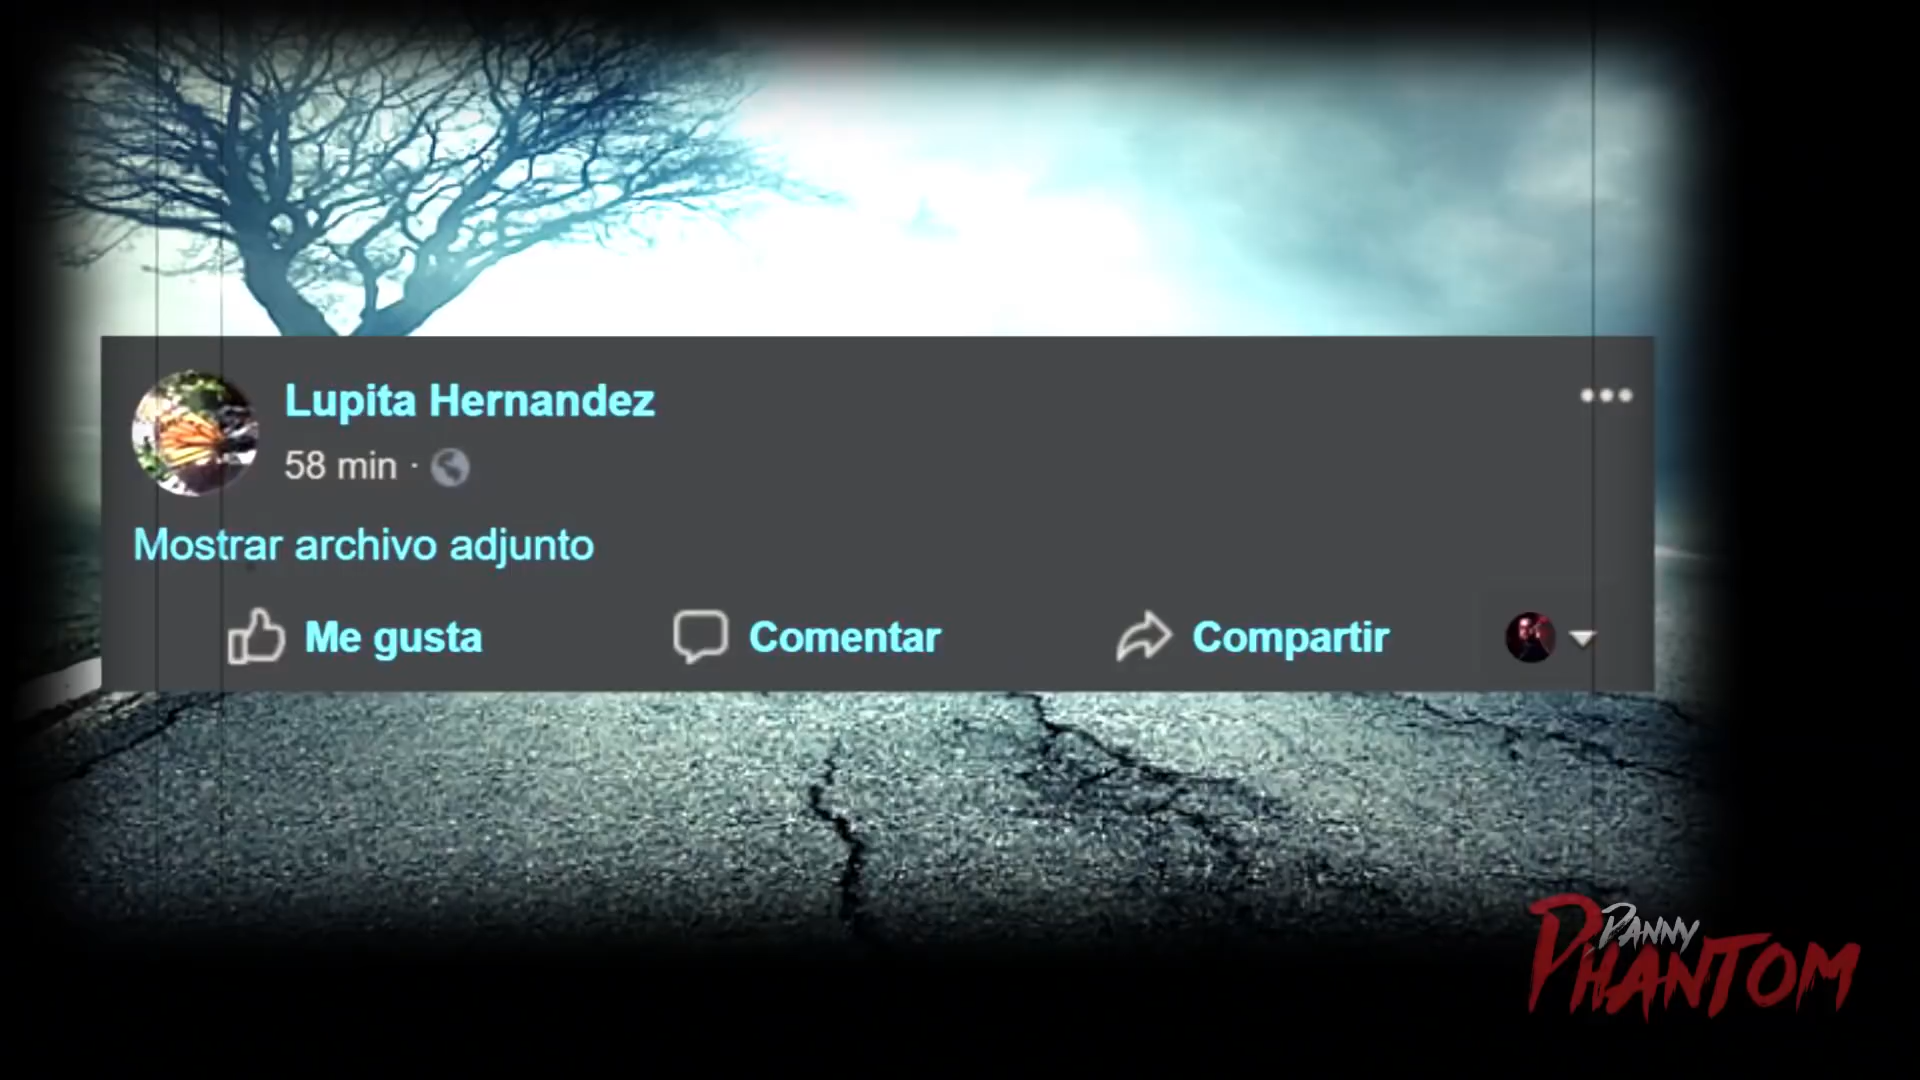 Lupita Hernandez
58 min ·
Mostrar archivo adjunto
Me gusta Comentar Compartir
DANNY
PHANTOM